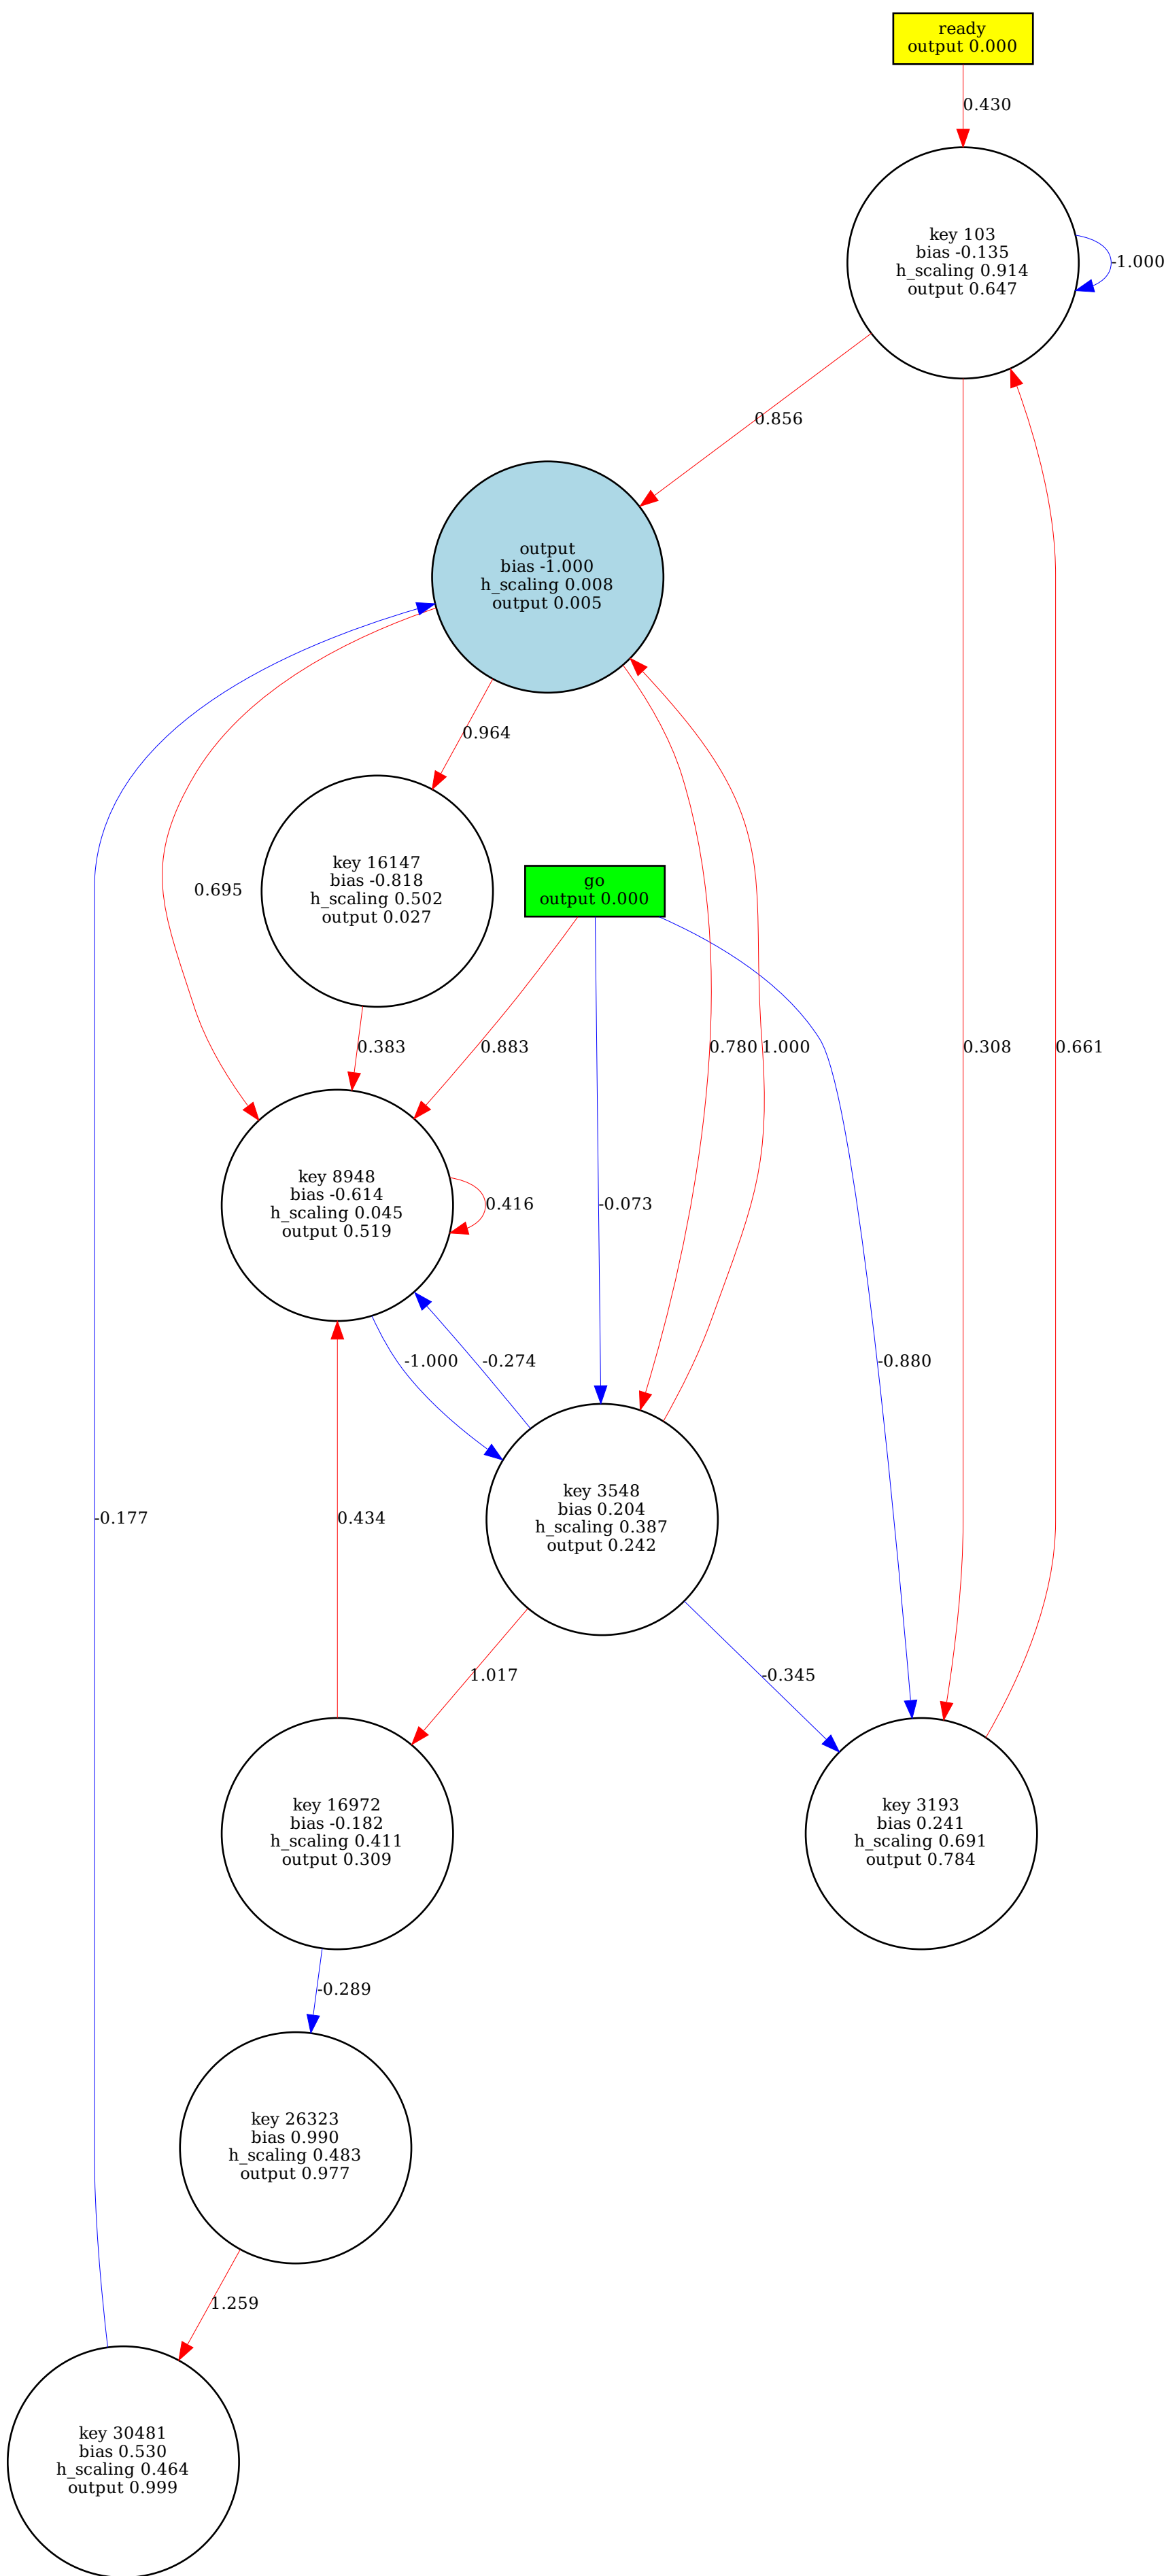 ready
output 0.000
0.430
key 103
bias -0.135
h_scaling 0.914
output 0.647
-1.000
0.856
output
bias -1.000
h_scaling 0.008
output 0.005
0.964
key 16147
bias -0.818
h_scaling 0.502
output 0.027
go
output 0.000
0.695
0.383
0.883
0.780
1.000
0.308
0.661
key 8948
bias -0.614
h_scaling 0.045
output 0.519
0.416
-0.073
-1.000
-0.274
-0.880
key 3548
bias 0.204
h_scaling 0.387
output 0.242
-0.177
0.434
1.017
-0.345
key 16972
bias -0.182
h_scaling 0.411
output 0.309
key 3193
bias 0.241
h_scaling 0.691
output 0.784
-0.289
key 26323
bias 0.990
h_scaling 0.483
output 0.977
1.259
key 30481
bias 0.530
h_scaling 0.464
output 0.999